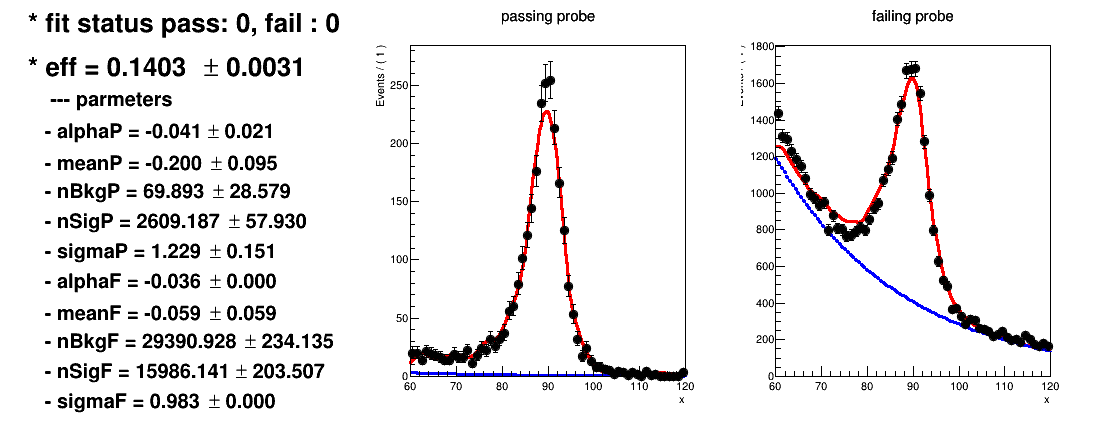 * fit status pass: 0, fail : 0
* eff = 0.1403 ± 0.0031
--- parmeters
- alphaP = -0.041 ± 0.021
- meanP = -0.200 ± 0.095
- nBkgP = 69.893 ± 28.579
- nSigP = 2609.187 ± 57.930
- sigmaP = 1.229 ± 0.151
- alphaF = -0.036 ± 0.000
- meanF = -0.059 ± 0.059
- nBkgF = 29390.928 ± 234.135
- nSigF = 15986.141 ± 203.507
- sigmaF = 0.983 ± 0.000
passing probe
Events / ( 1 )
250
200
150
100
50
0
60 70 80 90 100 110 120
x
failing probe
Events / ( 1 )
1800
1600
1400
1200
1000
800
600
400
200
0
60 70 80 90 100 110 120
x